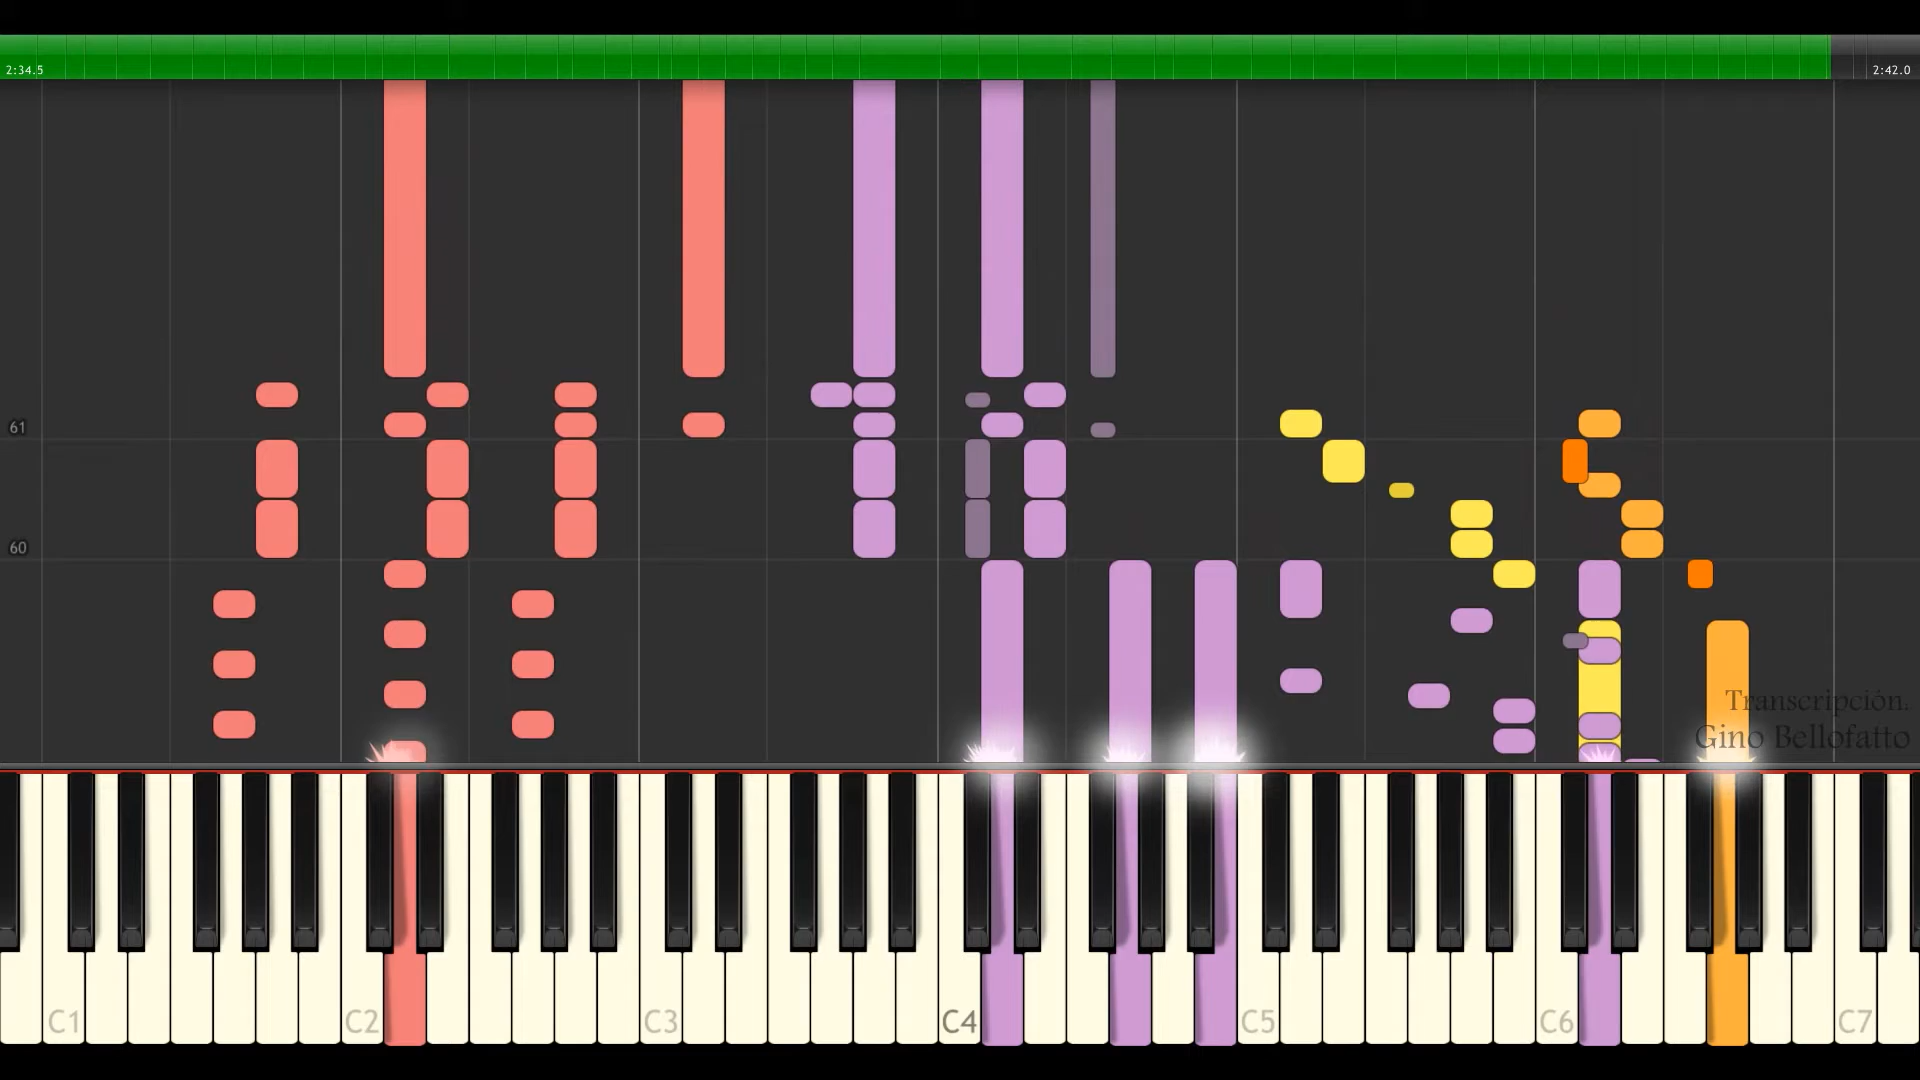 2:34.5
2:42.0
61
60
Transcripción:
Gino Bellofatto
C1
C2
C3
C4
C5
C6
C7